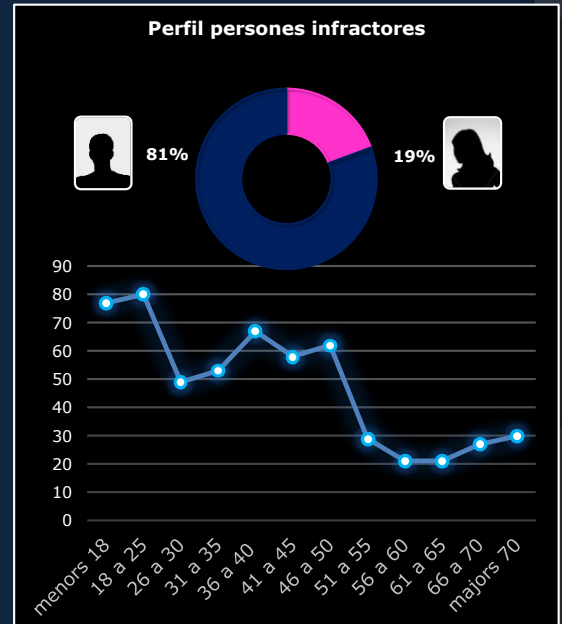 Perfil persones infractores
81%
19%
90
80
70
60
50
40
30
20
10
0
menors 18
18 a 25
26 a 30
31 a 35
36 a 40
41 a 45
46 a 50
51 a 55
56 a 60
61 a 65
66 a 70
majors 70